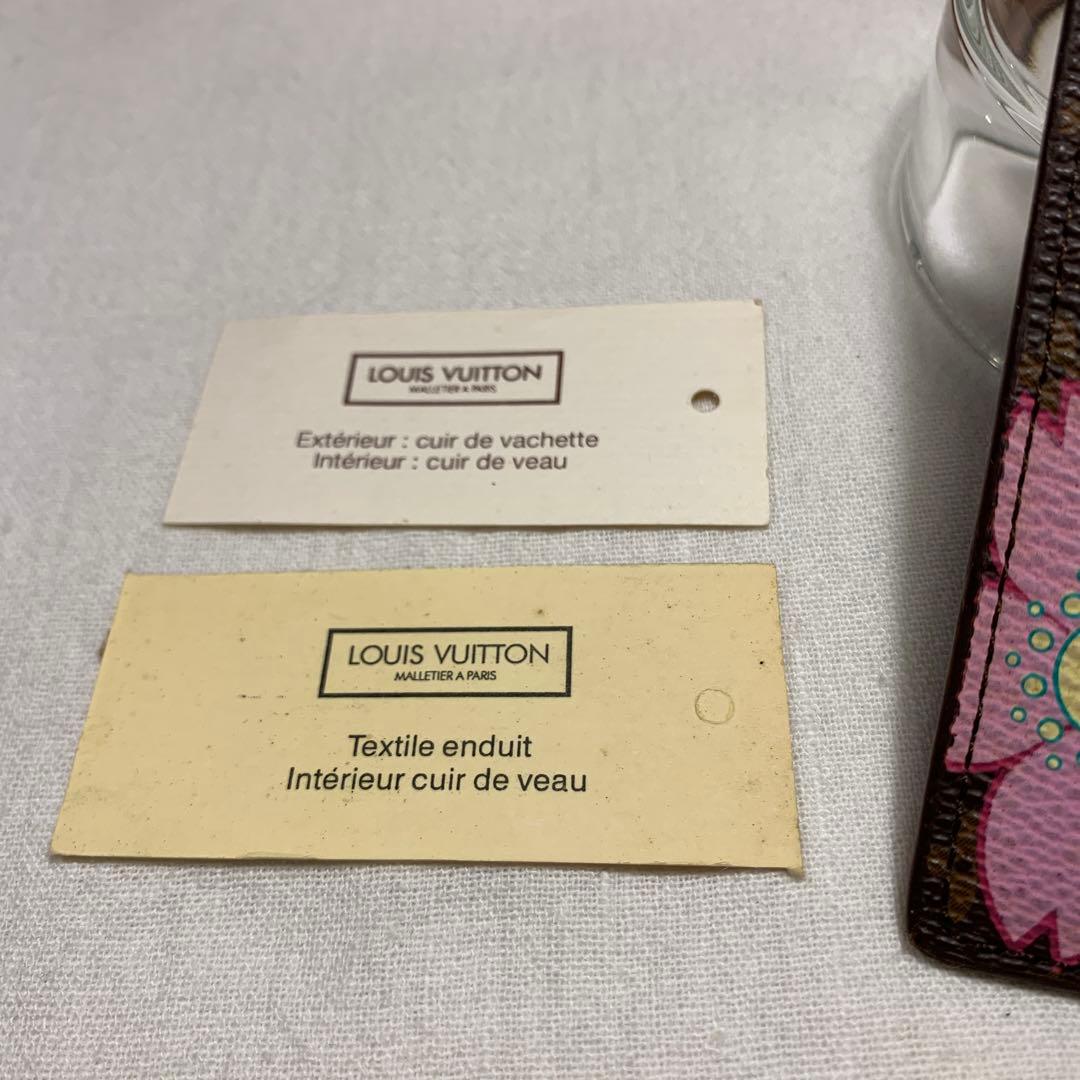 LOUIS VUITTON
MALLETIER A PARIS
Extérieur : cuir de vachette
Intérieur : cuir de veau
LOUIS VUITTON
MALLETIER A PARIS
Textile enduit
Intérieur cuir de veau